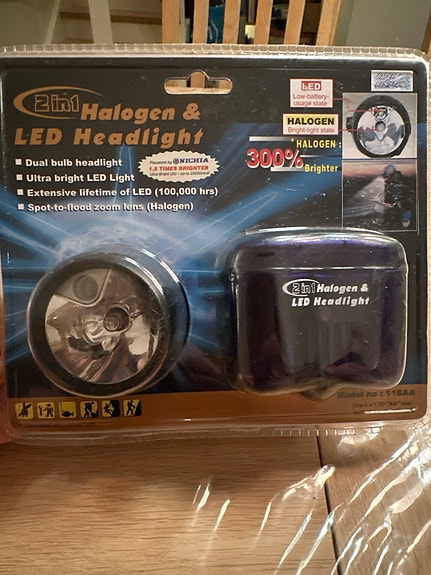 2 in 1 Halogen &
LED Headlight
Dual bulb headlight
Ultra bright LED Light
Extensive lifetime of LED (100,000 hrs)
Spot-to-flood zoom lens (Halogen)
Powered by NICHIA
1.5 TIMES BRIGHTER
LED
Low-battery-
usage state
HALOGEN
Bright-light state
HALOGEN :
300% Brighter
2 in 1 Halogen &
LED Headlight
Model no : 118AA